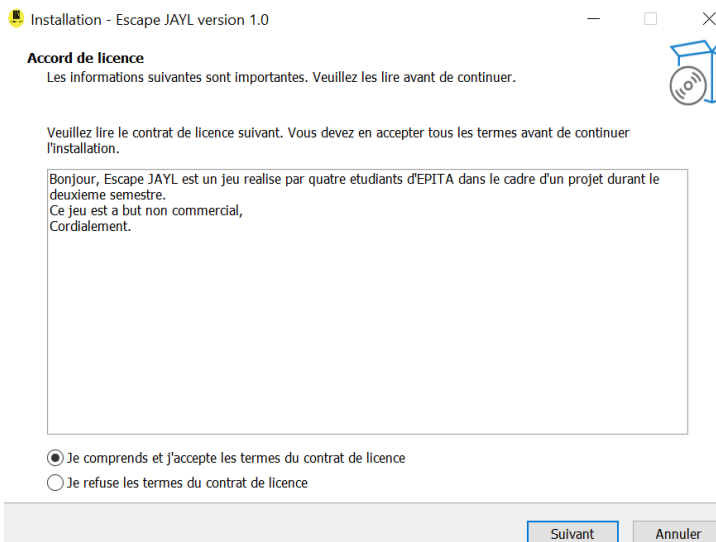 Installation - Escape JAYL version 1.0
Accord de licence
Les informations suivantes sont importantes. Veuillez les lire avant de continuer.
Veuillez lire le contrat de licence suivant. Vous devez en accepter tous les termes avant de continuer
l'installation.
Bonjour, Escape JAYL est un jeu realise par quatre etudiants d'EPITA dans le cadre d'un projet durant le
deuxieme semestre.
Ce jeu est a but non commercial,
Cordialement.
Je comprends et j'accepte les termes du contrat de licence
Je refuse les termes du contrat de licence
Suivant
Annuler